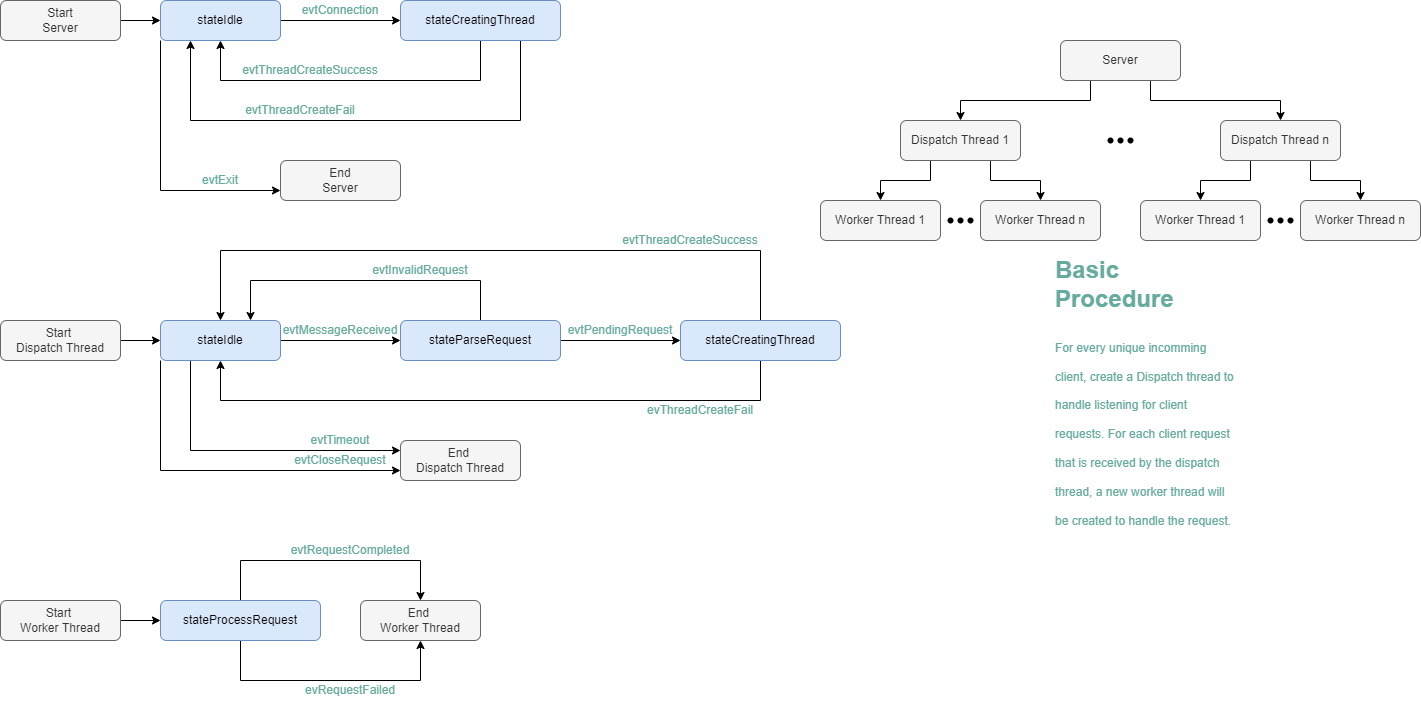 Start
Server
stateIdle
evtConnection
stateCreatingThread
evtThreadCreateSuccess
evtThreadCreateFail
evtExit
End
Server
Server
Dispatch Thread 1
Dispatch Thread n
Worker Thread 1
Worker Thread n
Worker Thread 1
Worker Thread n
evtThreadCreateSuccess
evtInvalidRequest
Start
Dispatch Thread
stateIdle
evtMessageReceived
stateParseRequest
evtPendingRequest
stateCreatingThread
evThreadCreateFail
evtTimeout
evtCloseRequest
End
Dispatch Thread
Basic
Procedure
For every unique incomming
client, create a Dispatch thread to
handle listening for client
requests. For each client request
that is received by the dispatch
thread, a new worker thread will
be created to handle the request.
evtRequestCompleted
Start
Worker Thread
stateProcessRequest
End
Worker Thread
evRequestFailed